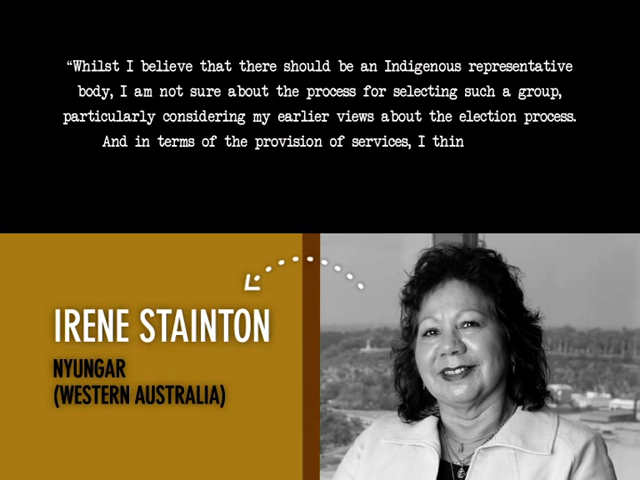 “Whilst I believe that there should be an Indigenous representative
body, I am not sure about the process for selecting such a group,
particularly considering my earlier views about the election process.
And in terms of the provision of services, I thin
IRENE STAINTON
NYUNGAR
(WESTERN AUSTRALIA)